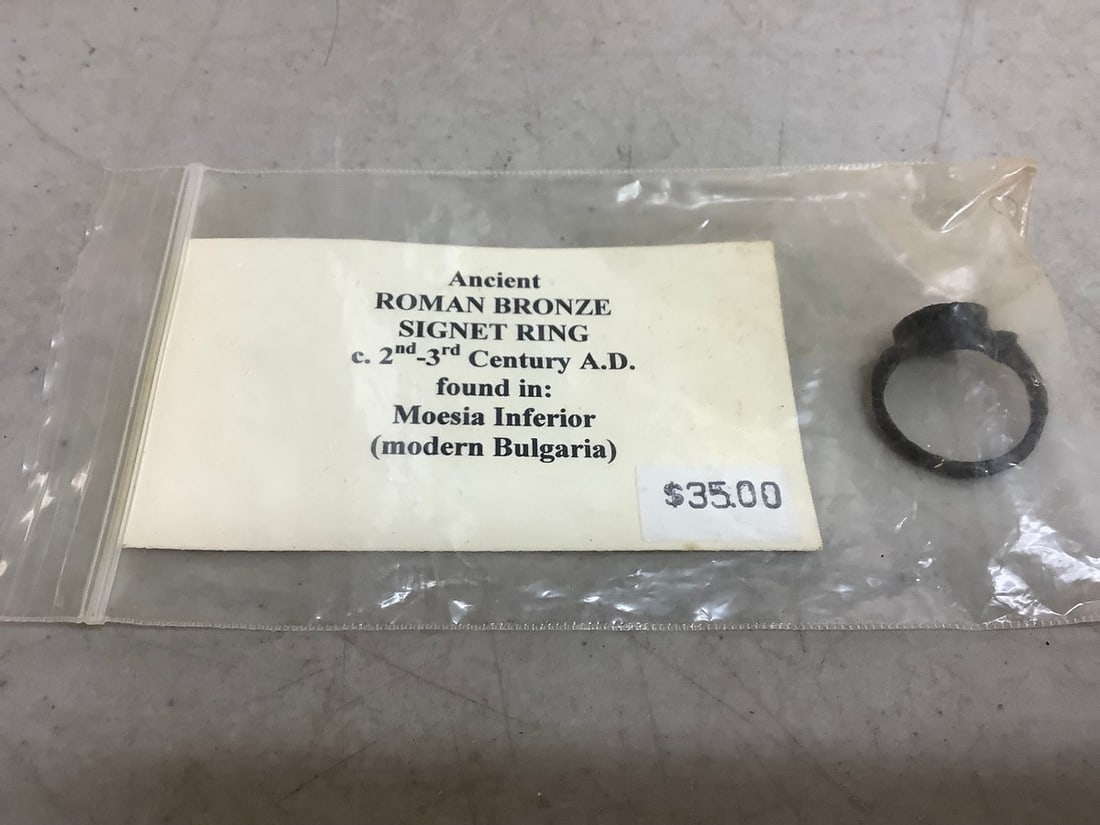 Ancient
ROMAN BRONZE
SIGNET RING
c. 2nd-3rd Century A.D.
found in:
Moesia Inferior
(modern Bulgaria)
$35.00